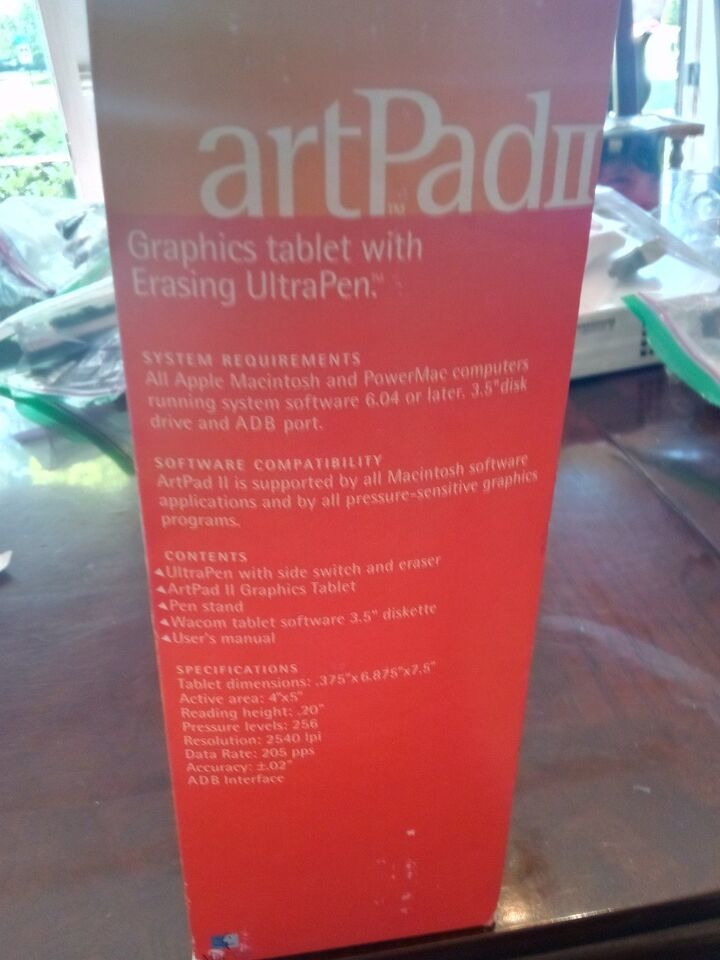 artPad II
™
Graphics tablet with
Erasing UltraPen.™
SYSTEM REQUIREMENTS
All Apple Macintosh and PowerMac computers
running system software 6.04 or later, 3.5"disk
drive and ADB port.
SOFTWARE COMPATIBILITY
ArtPad II is supported by all Macintosh software
applications and by all pressure-sensitive graphics
programs.
CONTENTS
UltraPen with side switch and eraser
ArtPad II Graphics Tablet
Pen stand
Wacom tablet software 3.5" diskette
User's manual
SPECIFICATIONS
Tablet dimensions: .375"x6.875"x7.5"
Active area: 4"x5"
Reading height: .20"
Pressure levels: 256
Resolution: 2540 lpi
Data Rate: 205 pps
Accuracy: ±.02"
ADB Interface